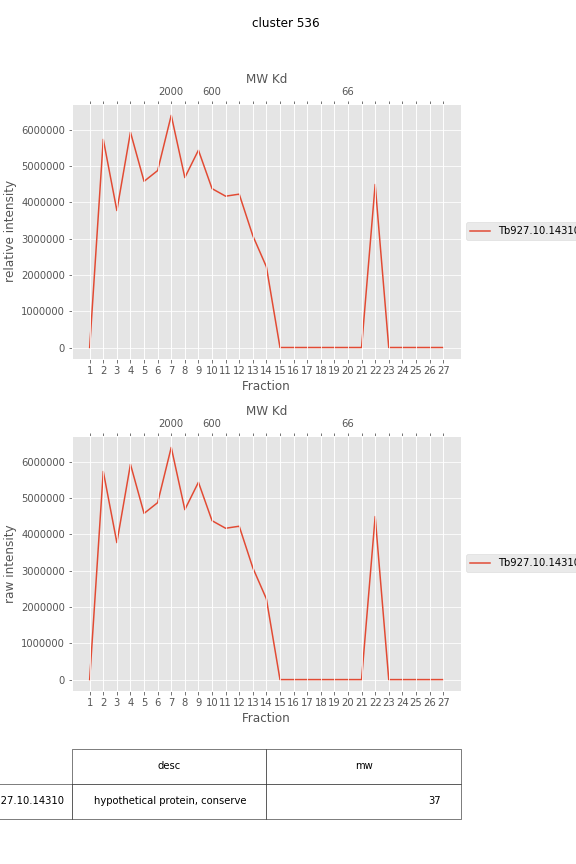 cluster 536
MW Kd
2000 600 66
6000000
5000000
4000000
3000000
2000000
1000000
0
relative intensity
Tb927.10.14310
1 2 3 4 5 6 7 8 9 10 11 12 13 14 15 16 17 18 19 20 21 22 23 24 25 26 27
Fraction
MW Kd
2000 600 66
6000000
5000000
4000000
3000000
2000000
1000000
0
raw intensity
Tb927.10.14310
1 2 3 4 5 6 7 8 9 10 11 12 13 14 15 16 17 18 19 20 21 22 23 24 25 26 27
Fraction
desc mw
27.10.14310 hypothetical protein, conserve 37